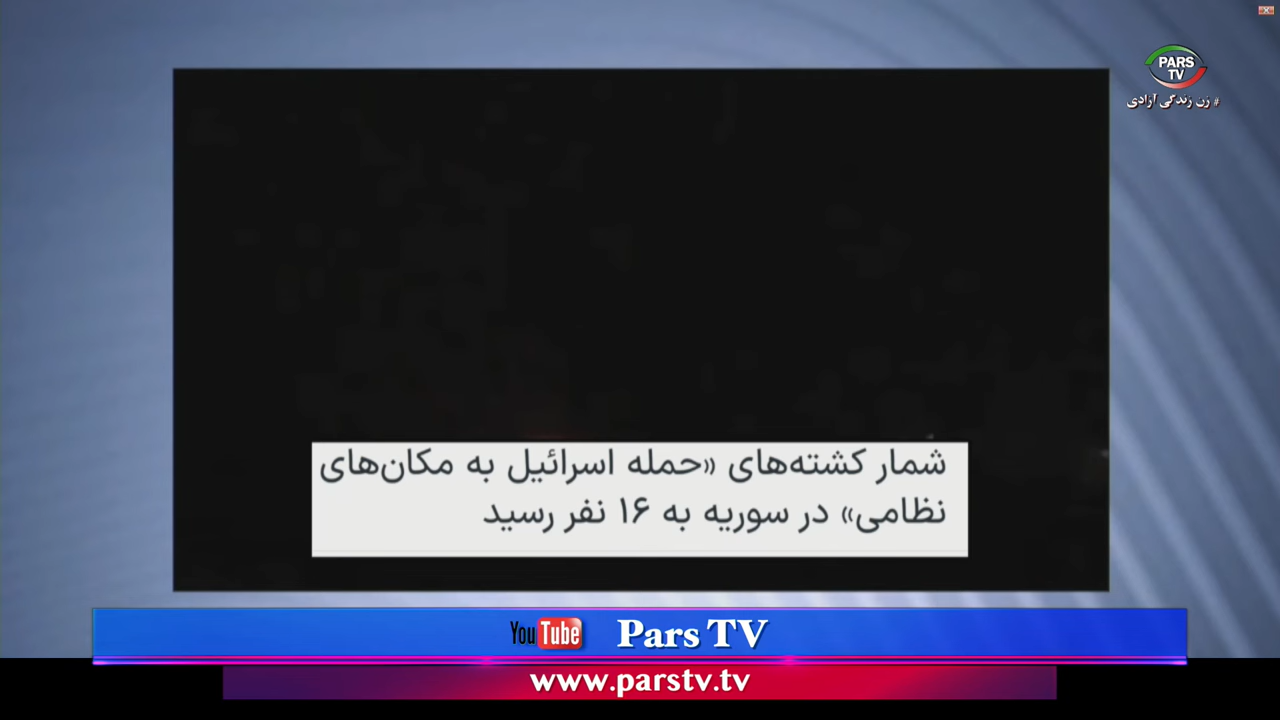 PARS
TV
# زن زندگی آزادی
شمار کشته‌های «حمله اسرائیل به مکان‌های
نظامی» در سوریه به ۱۶ نفر رسید
YouTube Pars TV
www.parstv.tv